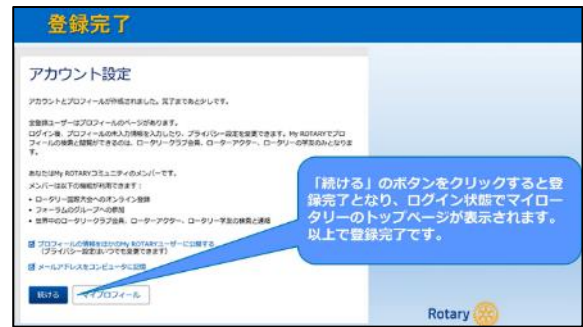 登録完了
アカウント設定
アカウントとプロフィールが作成されました。完了まであと少しです。
全登録ユーザーはプロフィールのページがあります。
ログイン後、プロフィールの未入力情報を入力したり、プライバシー設定を変更できます。My ROTARYでプロ
フィールの検索と閲覧ができるのは、ロータリークラブ会員、ローターアクター、ロータリーの学友のみとなりま
す。
あなたはMy ROTARYコミュニティのメンバーです。
メンバーは以下の機能が利用できます：
• ロータリー国際大会へのオンライン登録
• フォーラムのグループへの参加
• 世界中のロータリークラブ会員、ローターアクター、ロータリー学友の検索と連絡
プロフィールの情報をほかのMy ROTARYユーザーに公開する
（プライバシー設定はいつでも変更できます）
メールアドレスをコンピュータに記憶
続ける マイプロフィール
「続ける」のボタンをクリックすると登
録完了となり、ログイン状態でマイロー
タリーのトップページが表示されます。
以上で登録完了です。
Rotary